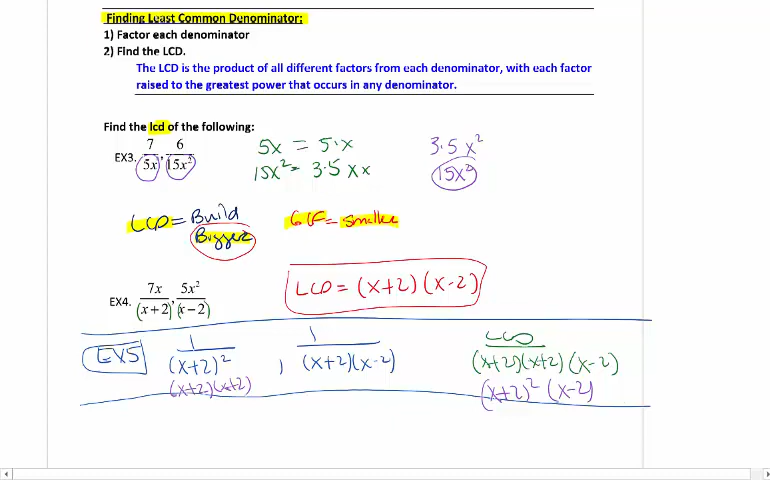 Finding Least Common Denominator:
1) Factor each denominator
2) Find the LCD.
The LCD is the product of all different factors from each denominator, with each factor
raised to the greatest power that occurs in any denominator.
Find the lcd of the following:
EX3. 7/5x, 6/15x²
5x = 5·x
15x² = 3·5 x x
3·5 x²
15x²
LCD = Build
Bigger
GCF = smaller
EX4. 7x/(x+2), 5x²/(x−2)
LCD = (x+2)(x-2)
EX5 1/(x+2)² , 1/(x+2)(x-2)
(x+2)(x+2)
LCD
(x+2)(x+2)(x-2)
(x+2)² (x-2)